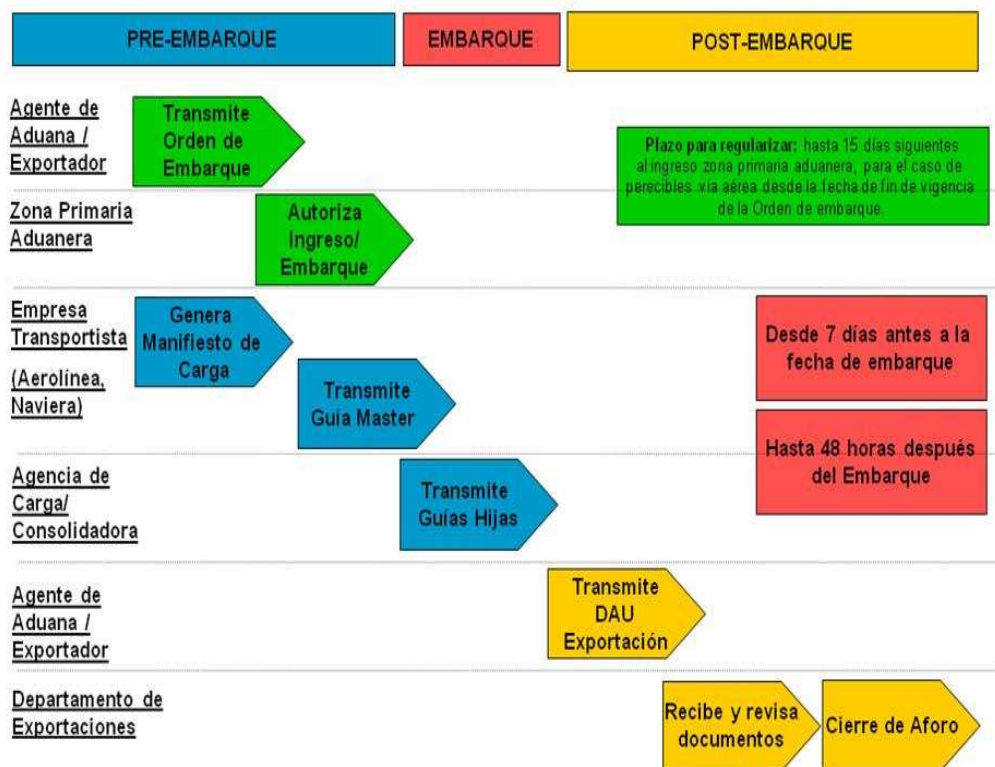 PRE-EMBARQUE
EMBARQUE
POST-EMBARQUE
Agente de
Aduana /
Exportador
Transmite
Orden de
Embarque
Plazo para regularizar: hasta 15 días siguientes
al ingreso zona primaria aduanera, para el caso de
perecibles vía aérea desde la fecha de fin de vigencia
de la Orden de embarque.
Zona Primaria
Aduanera
Autoriza
Ingreso/
Embarque
Empresa
Transportista
(Aerolínea,
Naviera)
Genera
Manifiesto de
Carga
Transmite
Guía Master
Desde 7 días antes a la
fecha de embarque
Hasta 48 horas después
del Embarque
Agencia de
Carga/
Consolidadora
Transmite
Guías Hijas
Agente de
Aduana /
Exportador
Transmite
DAU
Exportación
Departamento de
Exportaciones
Recibe y revisa
documentos
Cierre de Aforo